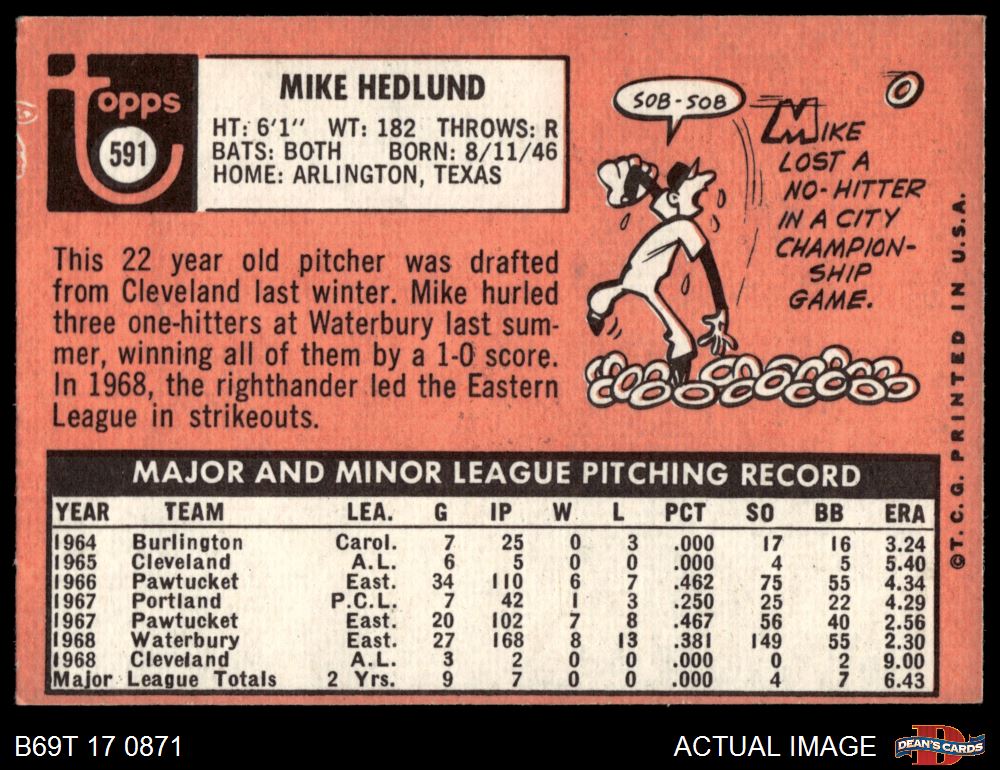 Topps
591
MIKE HEDLUND
HT: 6'1" WT: 182 THROWS: R
BATS: BOTH BORN: 8/11/46
HOME: ARLINGTON, TEXAS
This 22 year old pitcher was drafted
from Cleveland last winter. Mike hurled
three one-hitters at Waterbury last sum-
mer, winning all of them by a 1-0 score.
In 1968, the righthander led the Eastern
League in strikeouts.
SOB-SOB
MIKE
LOST A
NO-HITTER
IN A CITY
CHAMPION-
SHIP
GAME.
©T. C. G. PRINTED IN U.S.A.
MAJOR AND MINOR LEAGUE PITCHING RECORD
YEAR TEAM LEA. G IP W L PCT SO BB ERA
1964 Burlington Carol. 7 25 0 3 .000 17 16 3.24
1965 Cleveland A.L. 6 5 0 0 .000 4 5 5.40
1966 Pawtucket East. 34 110 6 7 .462 75 55 4.34
1967 Portland P.C.L. 7 42 1 3 .250 25 22 4.29
1967 Pawtucket East. 20 102 7 8 .467 56 40 2.56
1968 Waterbury East. 27 168 8 13 .381 149 55 2.30
1968 Cleveland A.L. 3 2 0 0 .000 0 2 9.00
Major League Totals 2 Yrs. 9 7 0 0 .000 4 7 6.43
B69T 17 0871
ACTUAL IMAGE
DEAN'S CARDS